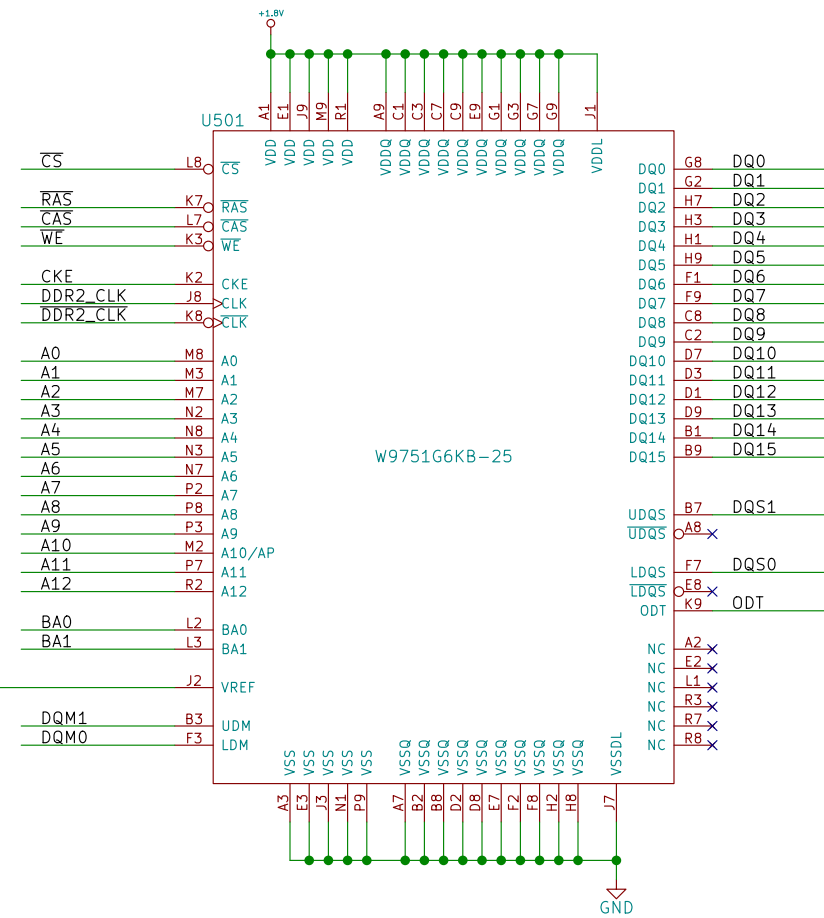 +1.8V
U501
A1 E1 J9 M9 R1 A9 C1 C3 C7 C9 E9 G1 G3 G7 G9 J1
VDD VDD VDD VDD VDD VDDQ VDDQ VDDQ VDDQ VDDQ VDDQ VDDQ VDDQ VDDQ VDDQ VDDL
CS L8 CS DQ0 G8 DQ0
DQ1 G2 DQ1
RAS K7 RAS DQ2 H7 DQ2
CAS L7 CAS DQ3 H3 DQ3
WE K3 WE DQ4 H1 DQ4
DQ5 H9 DQ5
CKE K2 CKE DQ6 F1 DQ6
DDR2_CLK J8 CLK DQ7 F9 DQ7
DDR2_CLK K8 CLK DQ8 C8 DQ8
DQ9 C2 DQ9
A0 M8 A0 DQ10 D7 DQ10
A1 M3 A1 DQ11 D3 DQ11
A2 M7 A2 DQ12 D1 DQ12
A3 N2 A3 DQ13 D9 DQ13
A4 N8 A4 DQ14 B1 DQ14
A5 N3 A5 W9751G6KB-25 DQ15 B9 DQ15
A6 N7 A6
A7 P2 A7
A8 P8 A8 UDQS B7 DQS1
A9 P3 A9 UDQS A8
A10 M2 A10/AP
A11 P7 A11 LDQS F7 DQS0
A12 R2 A12 LDQS E8
ODT K9 ODT
BA0 L2 BA0
BA1 L3 BA1 NC A2
NC E2
J2 VREF NC L1
NC R3
DQM1 B3 UDM NC R7
DQM0 F3 LDM NC R8
VSS VSS VSS VSS VSS VSSQ VSSQ VSSQ VSSQ VSSQ VSSQ VSSQ VSSQ VSSQ VSSQ VSSDL
A3 E3 J3 N1 P9 A7 B2 B8 D2 D8 E7 F2 F8 H2 H8 J7
GND